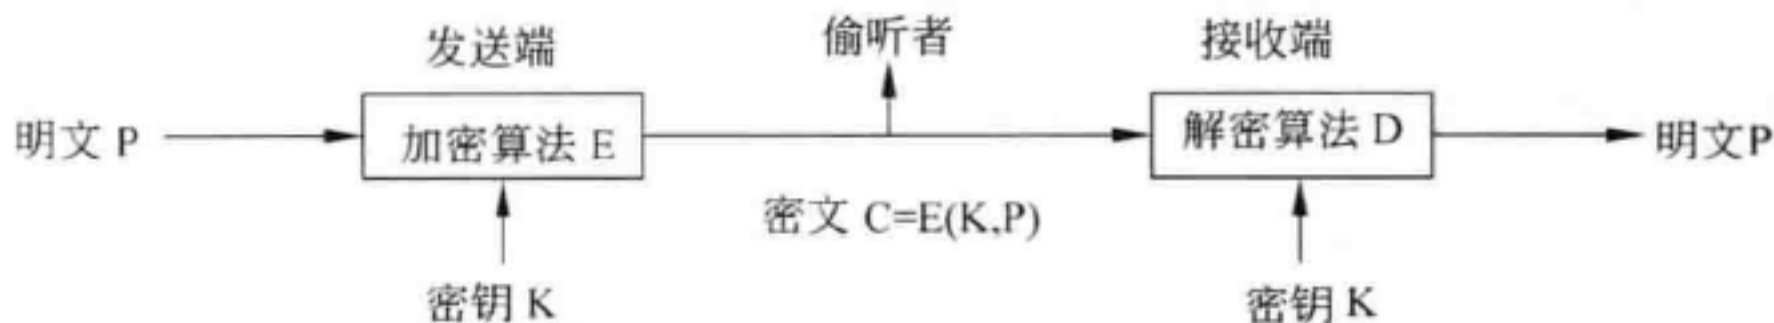 发送端
偷听者
接收端
明文 P
加密算法 E
解密算法 D
明文P
密文 C=E(K,P)
密钥 K
密钥 K